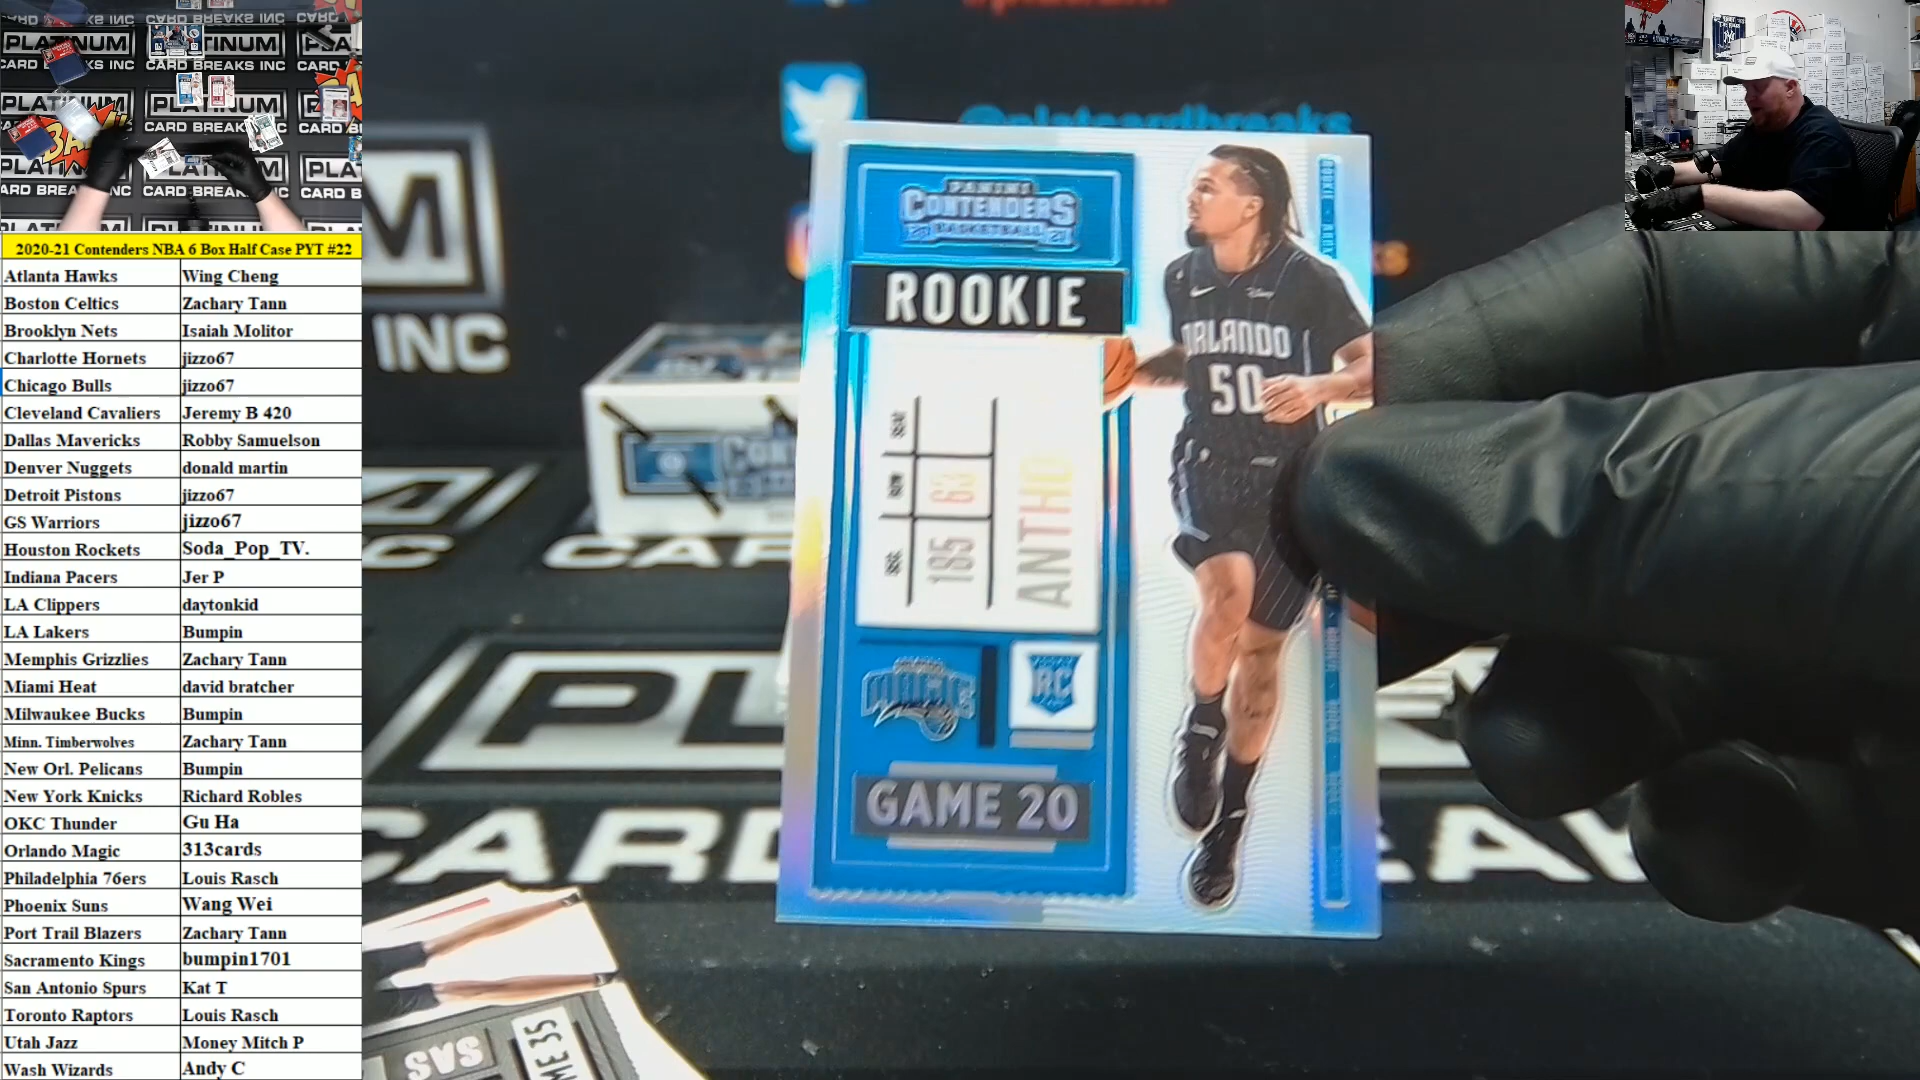 2020-21 Contenders NBA 6 Box Half Case PYT #22
Atlanta Hawks Wing Cheng
Boston Celtics Zachary Tann
Brooklyn Nets Isaiah Molitor
Charlotte Hornets jizzo67
Chicago Bulls jizzo67
Cleveland Cavaliers Jeremy B 420
Dallas Mavericks Robby Samuelson
Denver Nuggets donald martin
Detroit Pistons jizzo67
GS Warriors jizzo67
Houston Rockets Soda_Pop_TV.
Indiana Pacers Jer P
LA Clippers daytonkid
LA Lakers Bumpin
Memphis Grizzlies Zachary Tann
Miami Heat david bratcher
Milwaukee Bucks Bumpin
Minn. Timberwolves Zachary Tann
New Orl. Pelicans Bumpin
New York Knicks Richard Robles
OKC Thunder Gu Ha
Orlando Magic 313cards
Philadelphia 76ers Louis Rasch
Phoenix Suns Wang Wei
Port Trail Blazers Zachary Tann
Sacramento Kings bumpin1701
San Antonio Spurs Kat T
Toronto Raptors Louis Rasch
Utah Jazz Money Mitch P
Wash Wizards Andy C
PLATINUM
CARD BREAKS INC
@platcardbreaks
M
INC
PANINI
CONTENDERS
20 BASKETBALL 21
ROOKIE
185 63
ANTHO
ORLANDO
50
MAGIC
RC
GAME 20
PL
CARD